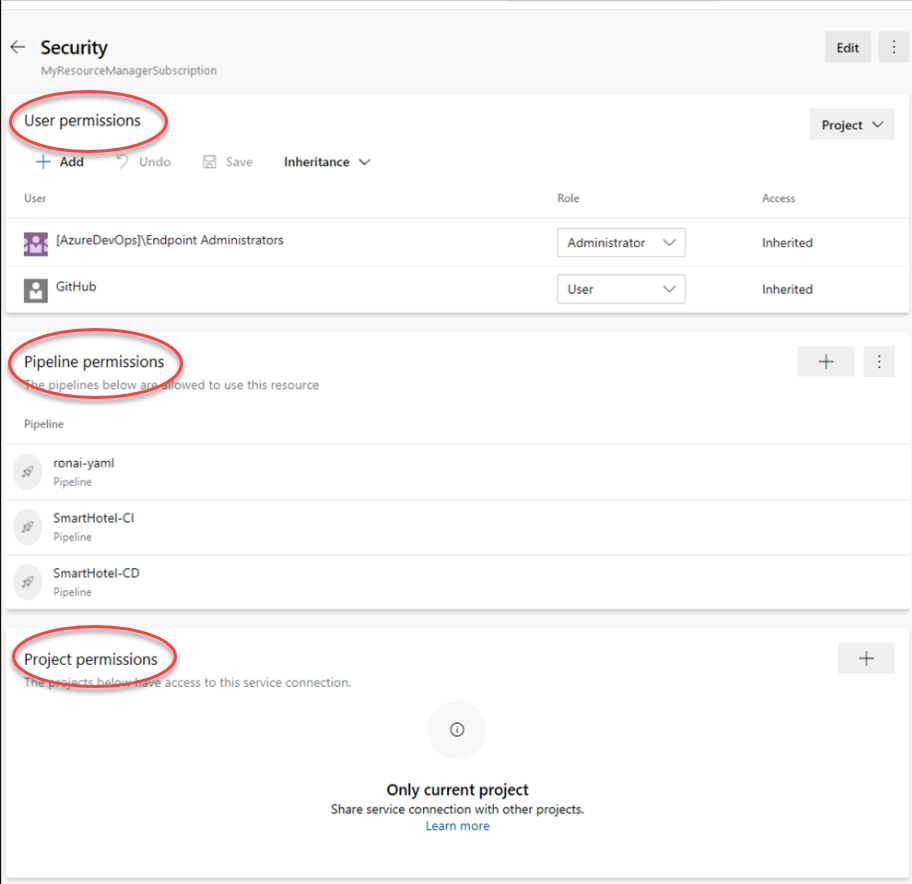 Security
MyResourceManagerSubscription
Edit
User permissions
Project
Add Undo Save Inheritance
User Role Access
[AzureDevOps]\Endpoint Administrators Administrator Inherited
GitHub User Inherited
Pipeline permissions
The pipelines below are allowed to use this resource
Pipeline
ronai-yaml
Pipeline
SmartHotel-CI
Pipeline
SmartHotel-CD
Pipeline
Project permissions
The projects below have access to this service connection.
Only current project
Share service connection with other projects.
Learn more